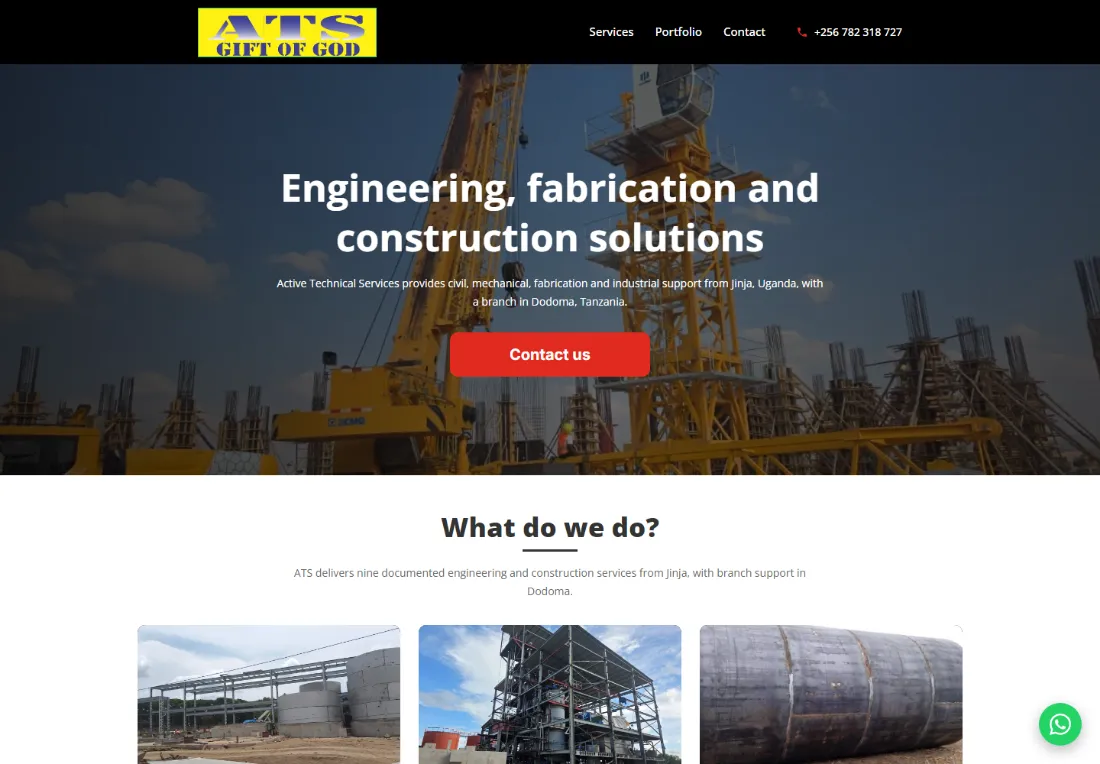 ATS
GIFT OF GOD
Services
Portfolio
Contact
+256 782 318 727
Engineering, fabrication and
construction solutions
Active Technical Services provides civil, mechanical, fabrication and industrial support from Jinja, Uganda, with
a branch in Dodoma, Tanzania.
Contact us
What do we do?
ATS delivers nine documented engineering and construction services from Jinja, with branch support in
Dodoma.